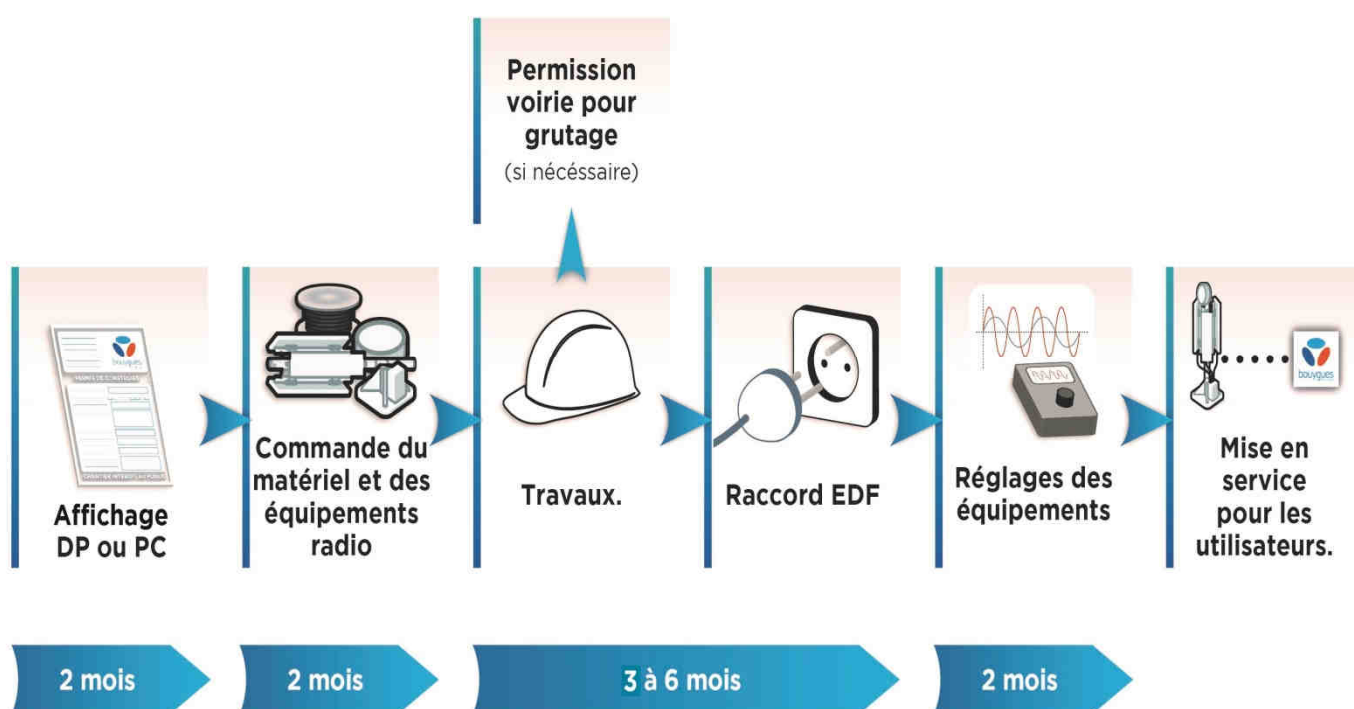 Permission
voirie pour
grutage
(si nécéssaire)
bouygues
Affichage
DP ou PC
Commande du
matériel et des
équipements
radio
Travaux.
Raccord EDF
Réglages des
équipements
bouygues
Mise en
service
pour les
utilisateurs.
2 mois
2 mois
3 à 6 mois
2 mois